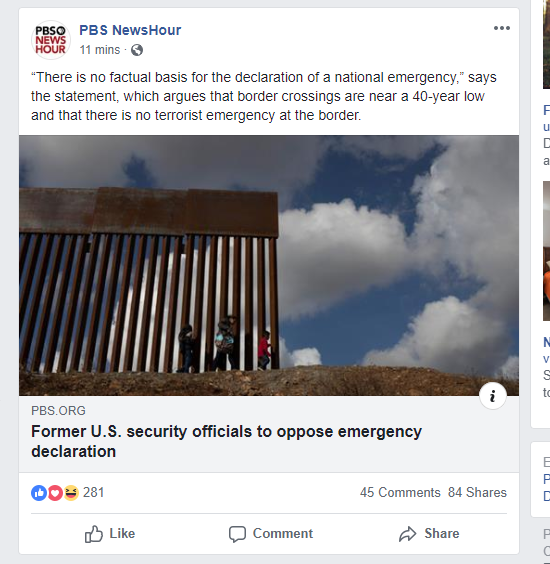 PBS NEWS HOUR
PBS NewsHour
11 mins ·
“There is no factual basis for the declaration of a national emergency,” says
the statement, which argues that border crossings are near a 40-year low
and that there is no terrorist emergency at the border.
i
PBS.ORG
Former U.S. security officials to oppose emergency
declaration
281
45 Comments 84 Shares
Like Comment Share